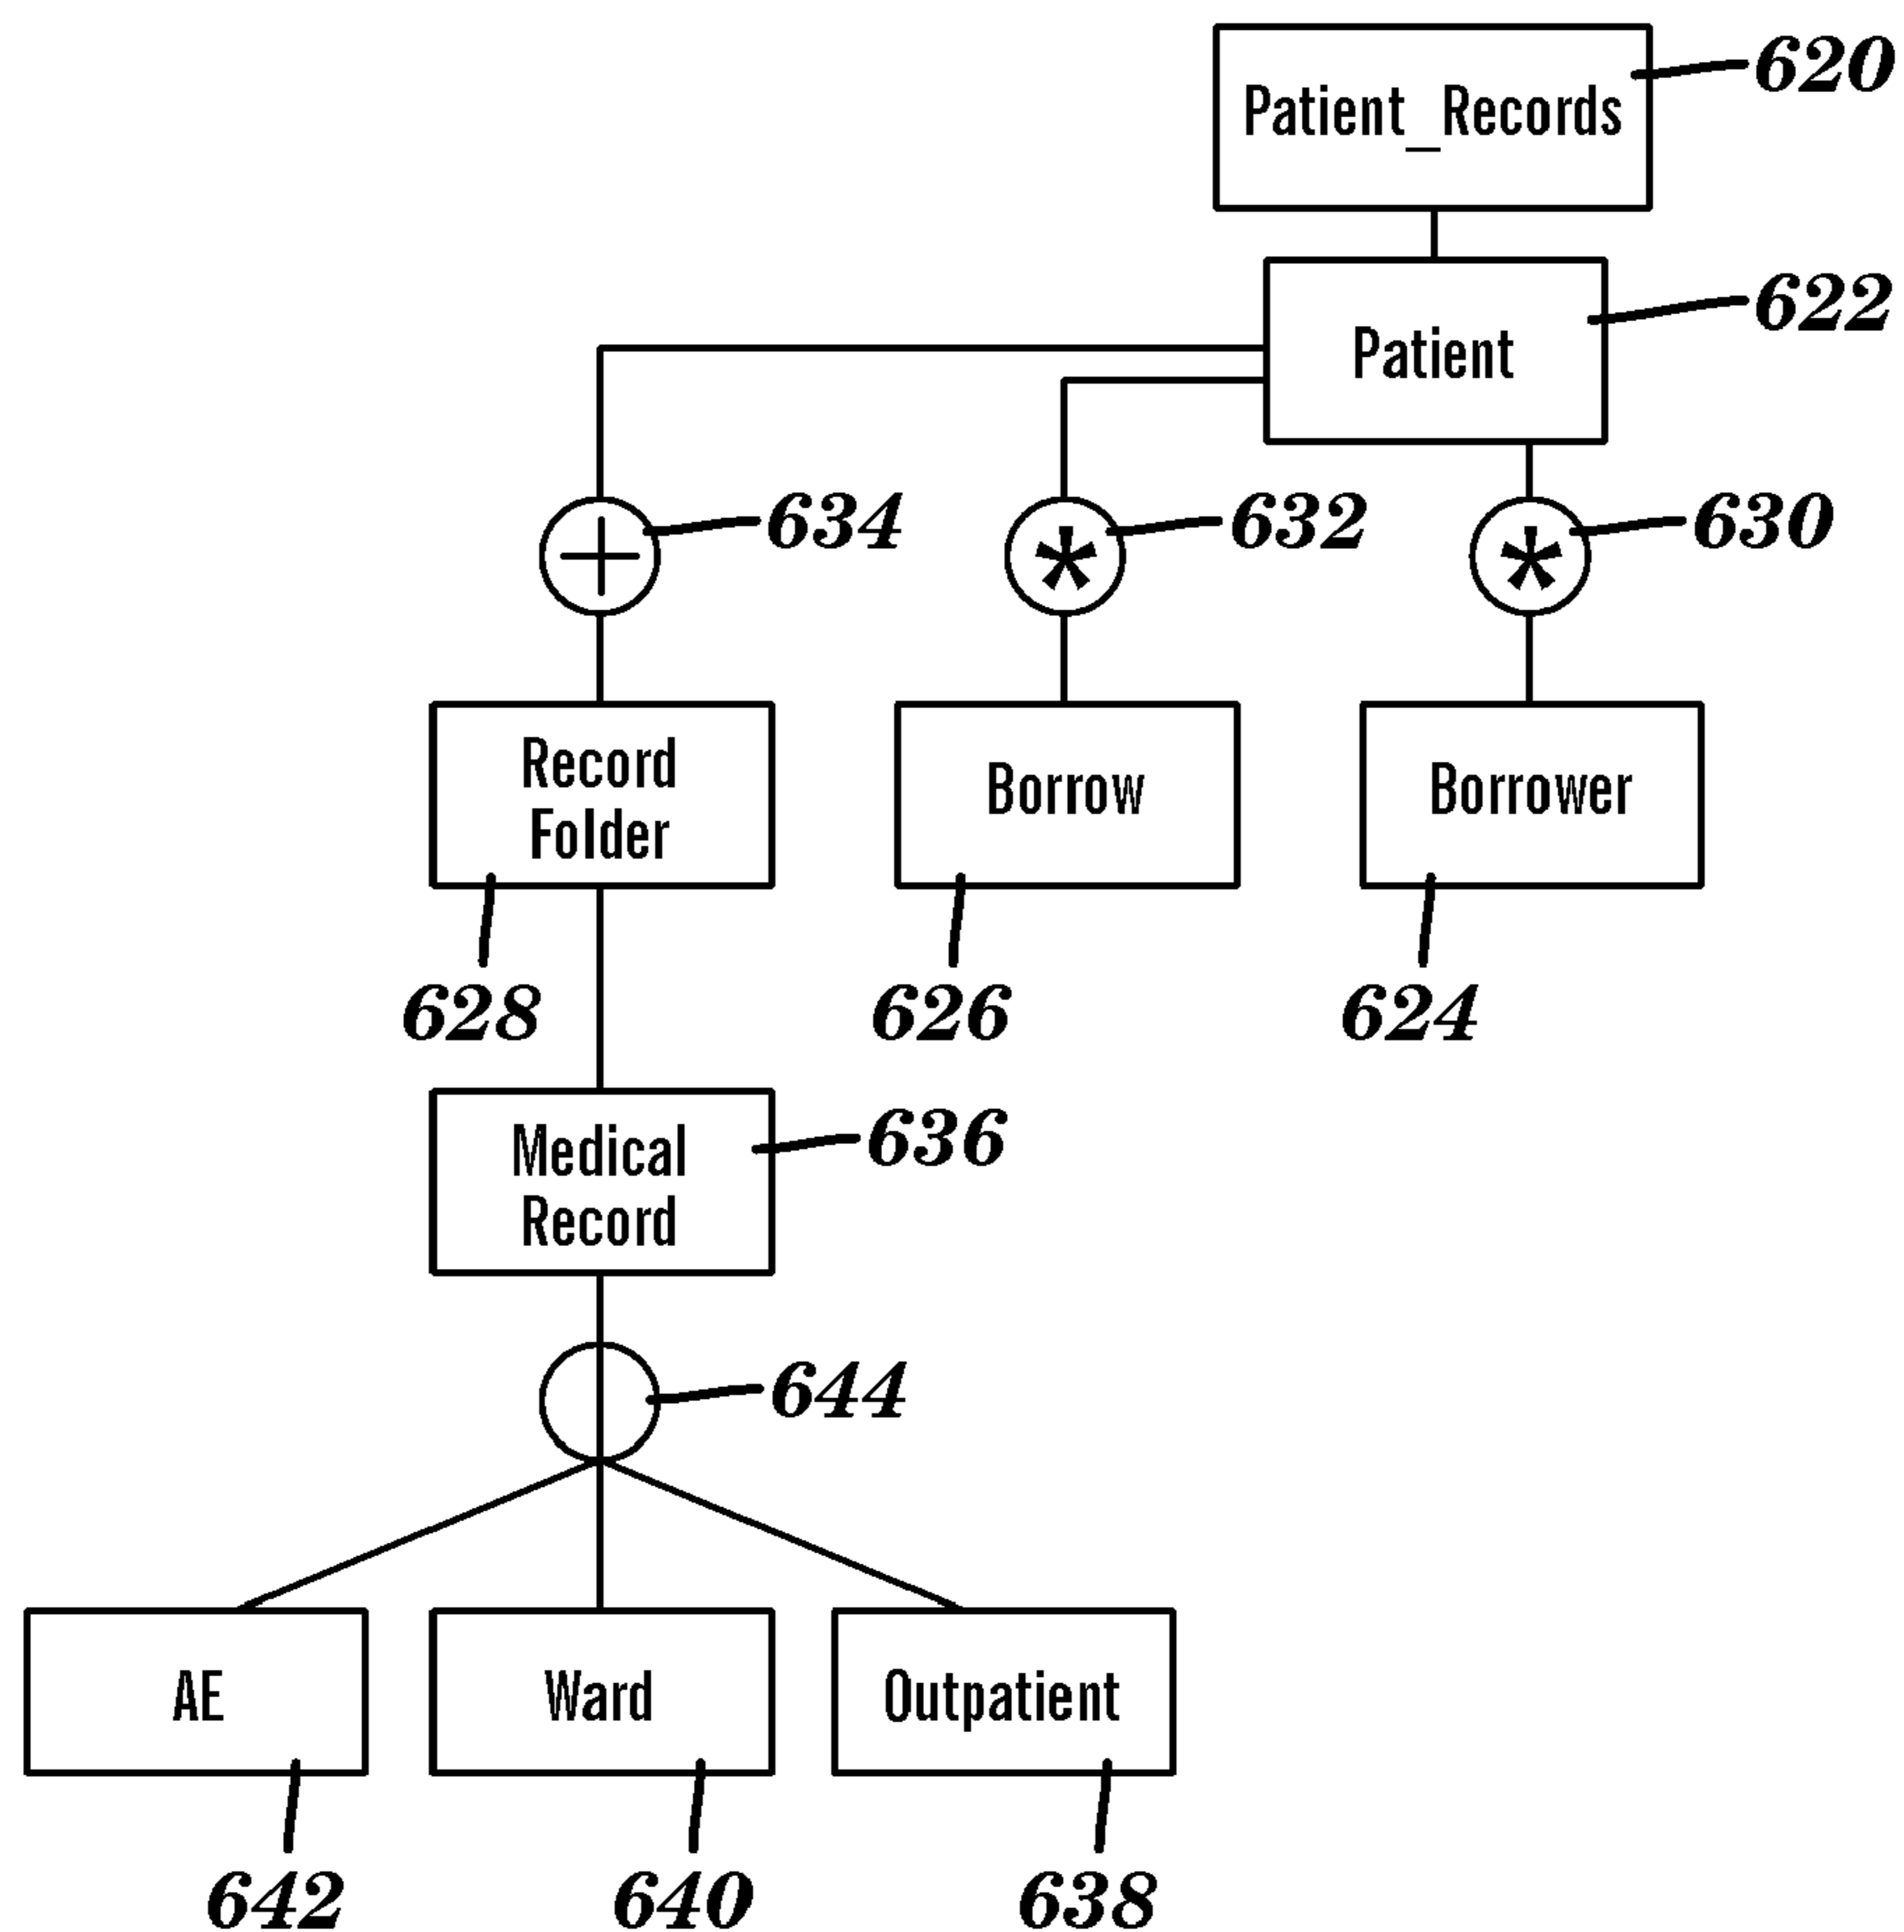 620
Patient_Records
622
Patient
634
632
630
+
*
*
Record
Folder
Borrow
Borrower
628
626
624
Medical
Record
636
644
AE
Ward
Outpatient
642
640
638